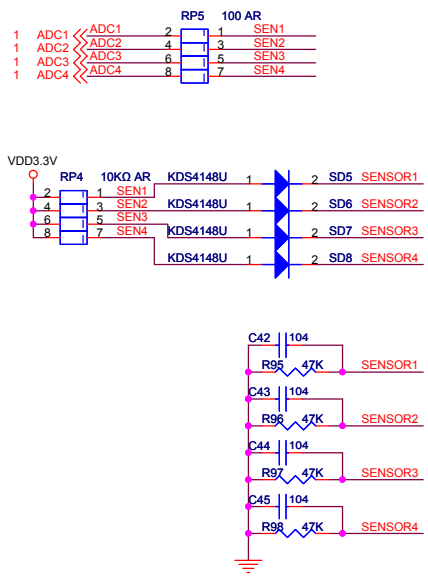 RP5 100 AR
1 ADC1 ADC1 2 1 SEN1
1 ADC2 ADC2 4 3 SEN2
1 ADC3 ADC3 6 5 SEN3
1 ADC4 ADC4 8 7 SEN4
VDD3.3V
RP4 10KΩ AR KDS4148U 1 2 SD5 SENSOR1
2 1 SEN1
4 3 SEN2 KDS4148U 1 2 SD6 SENSOR2
6 5 SEN3 KDS4148U 1 2 SD7 SENSOR3
8 7 SEN4
KDS4148U 1 2 SD8 SENSOR4
C42 104
R95 47K SENSOR1
C43 104
R96 47K SENSOR2
C44 104
R97 47K SENSOR3
C45 104
R98 47K SENSOR4